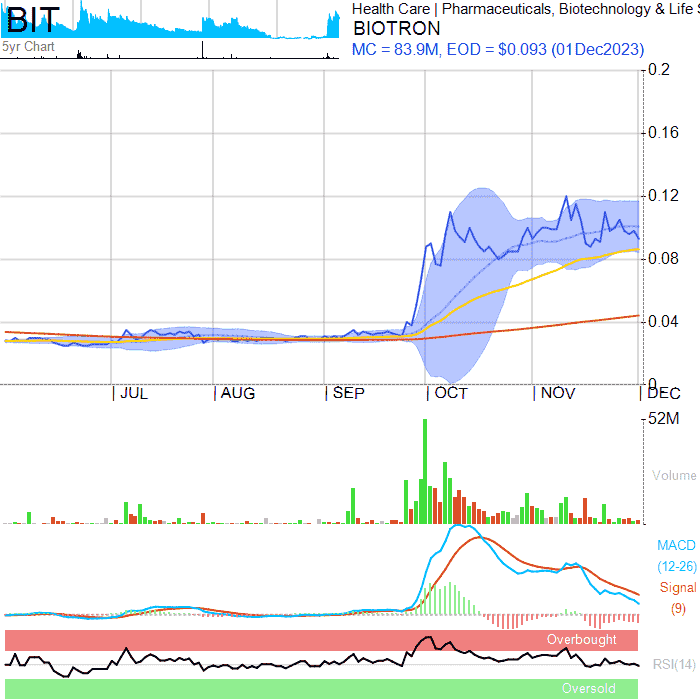 BIT
5yr Chart
Health Care | Pharmaceuticals, Biotechnology & Life S
BIOTRON
MC = 83.9M, EOD = $0.093 (01Dec2023)
0.2
0.16
0.12
0.08
0.04
0
JUL AUG SEP OCT NOV DEC
52M
Volume
MACD
(12-26)
Signal
(9)
Overbought
RSI(14)
Oversold